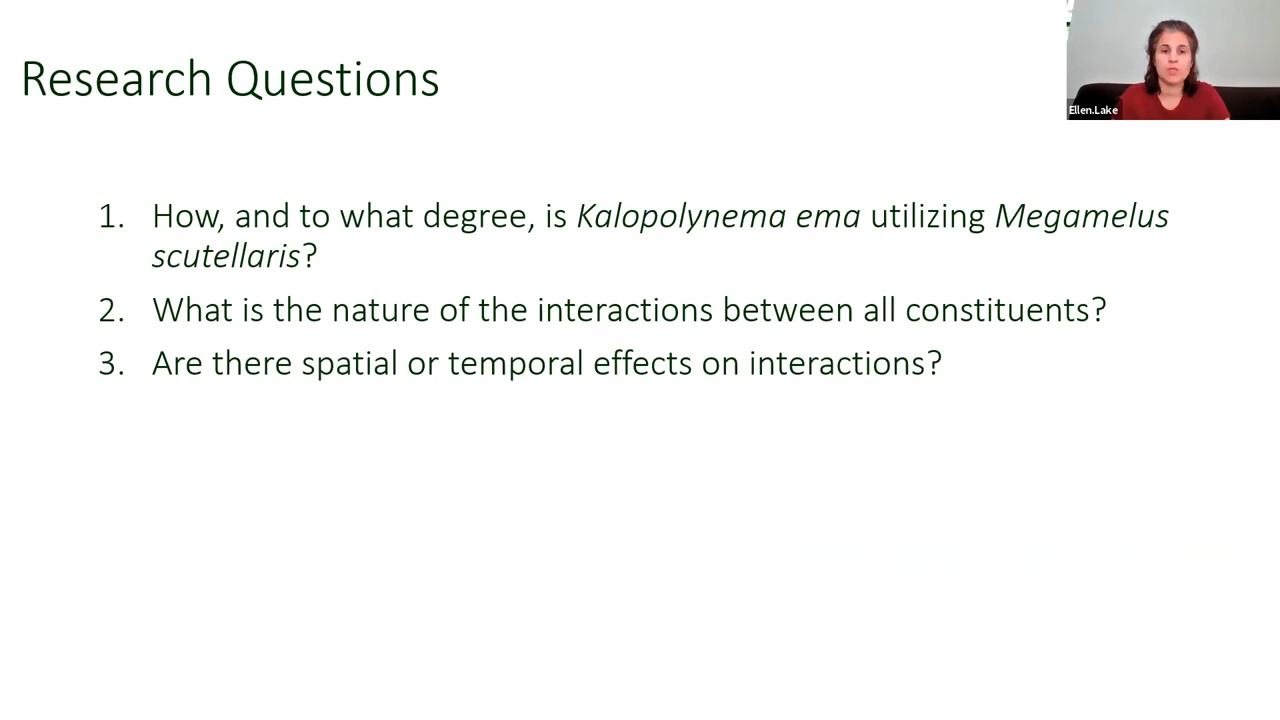 Research Questions
Ellen.Lake
1. How, and to what degree, is Kalopolynema ema utilizing Megamelus
scutellaris?
2. What is the nature of the interactions between all constituents?
3. Are there spatial or temporal effects on interactions?